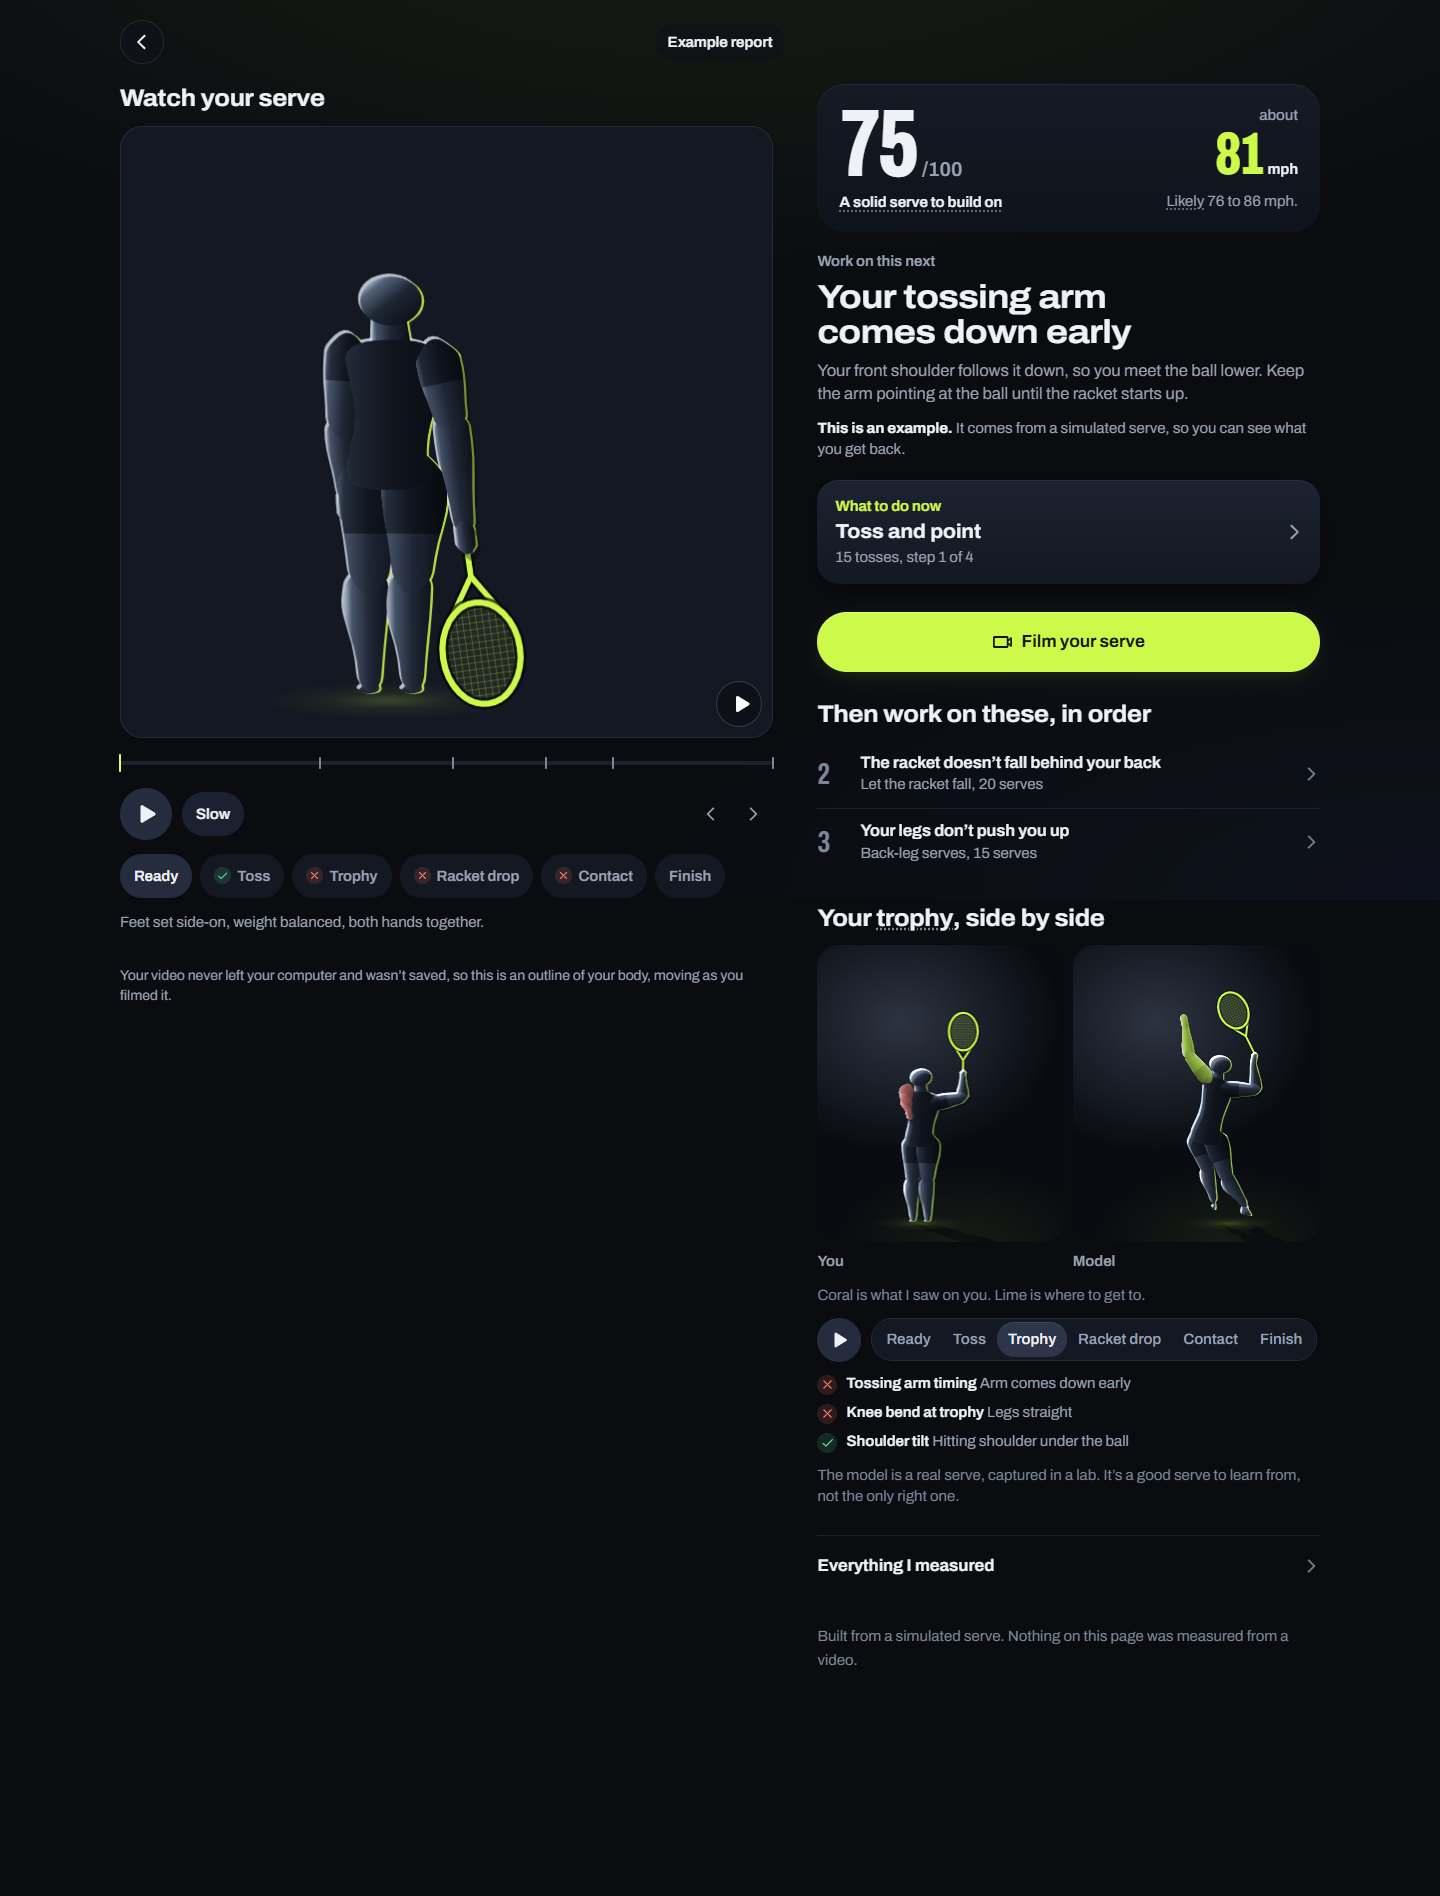 Example report
Watch your serve
Ready
Toss
Trophy
Racket drop
Contact
Finish
Slow
Feet set side-on, weight balanced, both hands together.
Your video never left your computer and wasn’t saved, so this is an outline of your body, moving as you
filmed it.
75/100
A solid serve to build on
about
81 mph
Likely 76 to 86 mph.
Work on this next
Your tossing arm
comes down early
Your front shoulder follows it down, so you meet the ball lower. Keep
the arm pointing at the ball until the racket starts up.
This is an example. It comes from a simulated serve, so you can see what
you get back.
What to do now
Toss and point
15 tosses, step 1 of 4
Film your serve
Then work on these, in order
2
The racket doesn’t fall behind your back
Let the racket fall, 20 serves
3
Your legs don’t push you up
Back-leg serves, 15 serves
Your trophy, side by side
You
Model
Coral is what I saw on you. Lime is where to get to.
Ready
Toss
Trophy
Racket drop
Contact
Finish
Tossing arm timing Arm comes down early
Knee bend at trophy Legs straight
Shoulder tilt Hitting shoulder under the ball
The model is a real serve, captured in a lab. It’s a good serve to learn from,
not the only right one.
Everything I measured
Built from a simulated serve. Nothing on this page was measured from a
video.